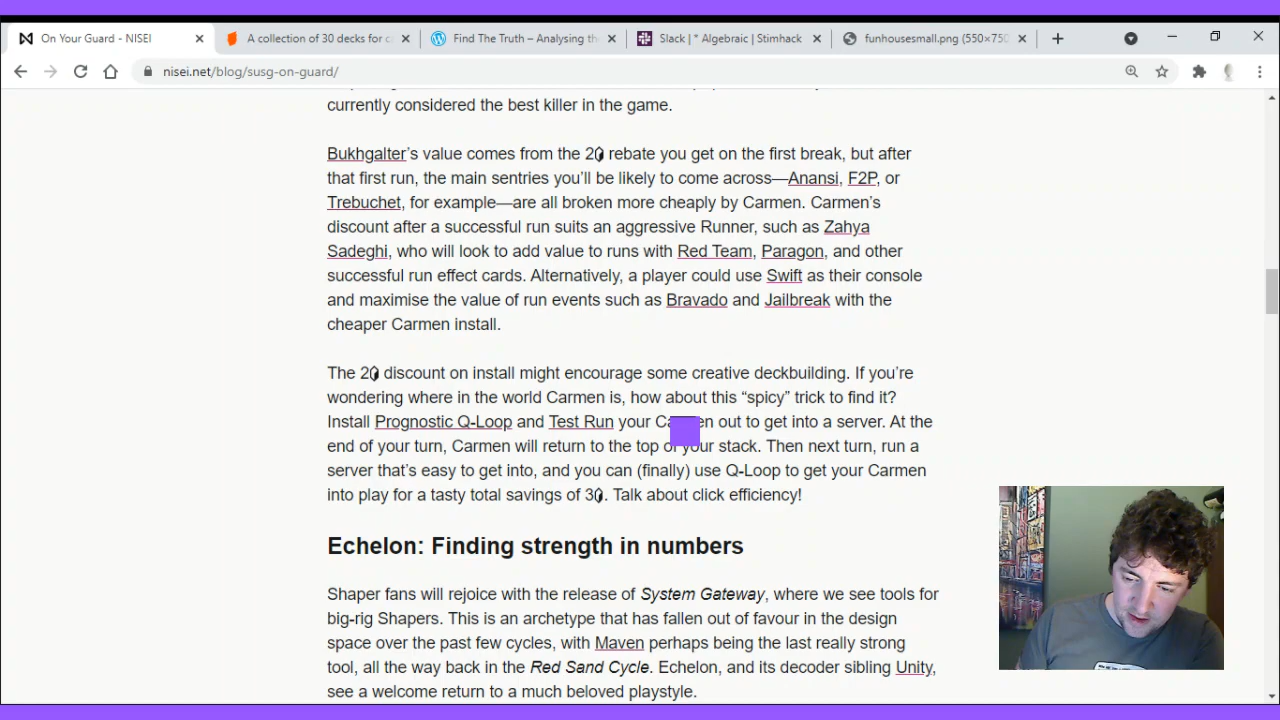 On Your Guard - NISEI
A collection of 30 decks for c
Find The Truth – Analysing th
Slack | * Algebraic | Stimhack
funhousesmall.png (550×750
nisei.net/blog/susg-on-guard/
currently considered the best killer in the game.
Bukhgalter's value comes from the 2 rebate you get on the first break, but after
that first run, the main sentries you'll be likely to come across—Anansi, F2P, or
Trebuchet, for example—are all broken more cheaply by Carmen. Carmen's
discount after a successful run suits an aggressive Runner, such as Zahya
Sadeghi, who will look to add value to runs with Red Team, Paragon, and other
successful run effect cards. Alternatively, a player could use Swift as their console
and maximise the value of run events such as Bravado and Jailbreak with the
cheaper Carmen install.
The 2 discount on install might encourage some creative deckbuilding. If you're
wondering where in the world Carmen is, how about this “spicy” trick to find it?
Install Prognostic Q-Loop and Test Run your out to get into a server. At the
end of your turn, Carmen will return to the top of your stack. Then next turn, run a
server that's easy to get into, and you can (finally) use Q-Loop to get your Carmen
into play for a tasty total savings of 3. Talk about click efficiency!
Echelon: Finding strength in numbers
Shaper fans will rejoice with the release of System Gateway, where we see tools for
big-rig Shapers. This is an archetype that has fallen out of favour in the design
space over the past few cycles, with Maven perhaps being the last really strong
tool, all the way back in the Red Sand Cycle. Echelon, and its decoder sibling Unity,
see a welcome return to a much beloved playstyle.